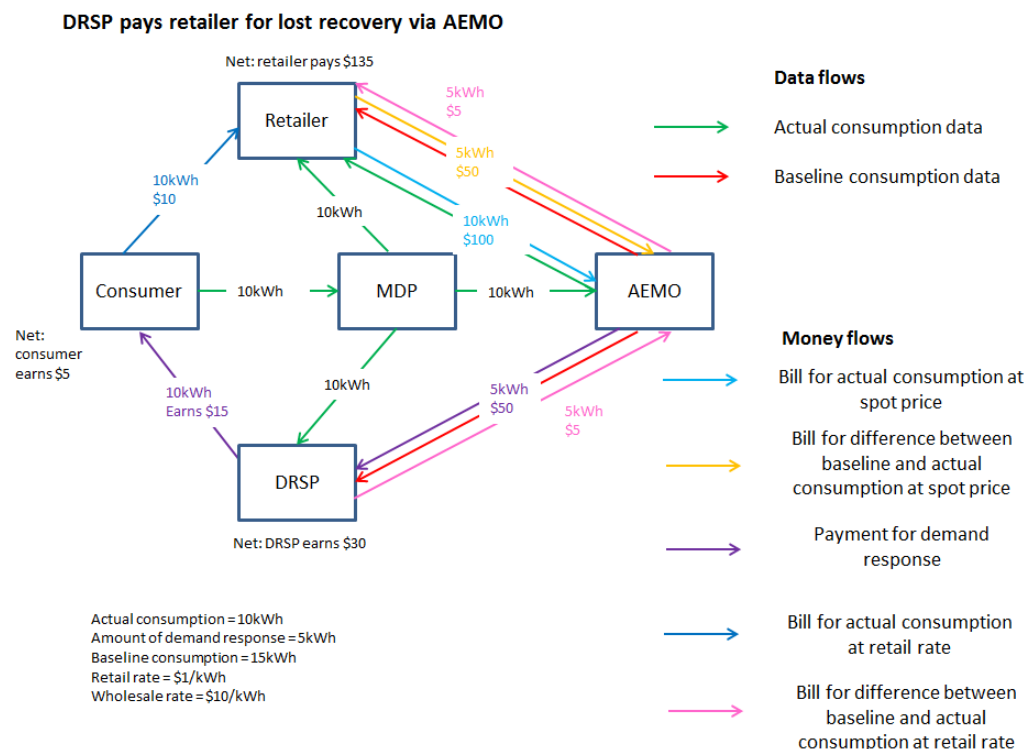 DRSP pays retailer for lost recovery via AEMO
Net: retailer pays $135
Retailer
5kWh
$5
5kWh
$50
10kWh
$10
10kWh
10kWh
$100
Consumer
10kWh
MDP
10kWh
AEMO
Net:
consumer
earns $5
10kWh
Earns $15
10kWh
5kWh
$50
5kWh
$5
DRSP
Net: DRSP earns $30
Actual consumption = 10kWh
Amount of demand response = 5kWh
Baseline consumption = 15kWh
Retail rate = $1/kWh
Wholesale rate = $10/kWh
Data flows
Actual consumption data
Baseline consumption data
Money flows
Bill for actual consumption at
spot price
Bill for difference between
baseline and actual
consumption at spot price
Payment for demand
response
Bill for actual consumption
at retail rate
Bill for difference between
baseline and actual
consumption at retail rate